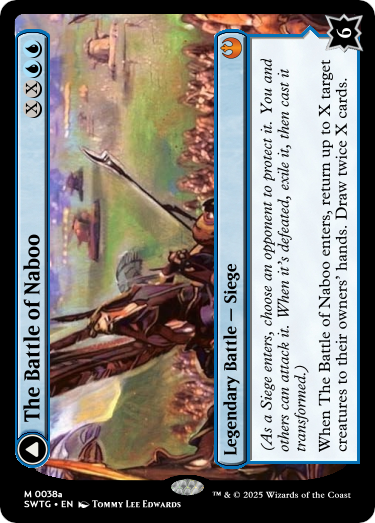 The Battle of Naboo
X X
Legendary Battle — Siege
(As a Siege enters, choose an opponent to protect it. You and
others can attack it. When it's defeated, exile it, then cast it
transformed.)
When The Battle of Naboo enters, return up to X target
creatures to their owners' hands. Draw twice X cards.
6
M 0038a
SWTG • EN Tommy Lee Edwards
™ & © 2025 Wizards of the Coast